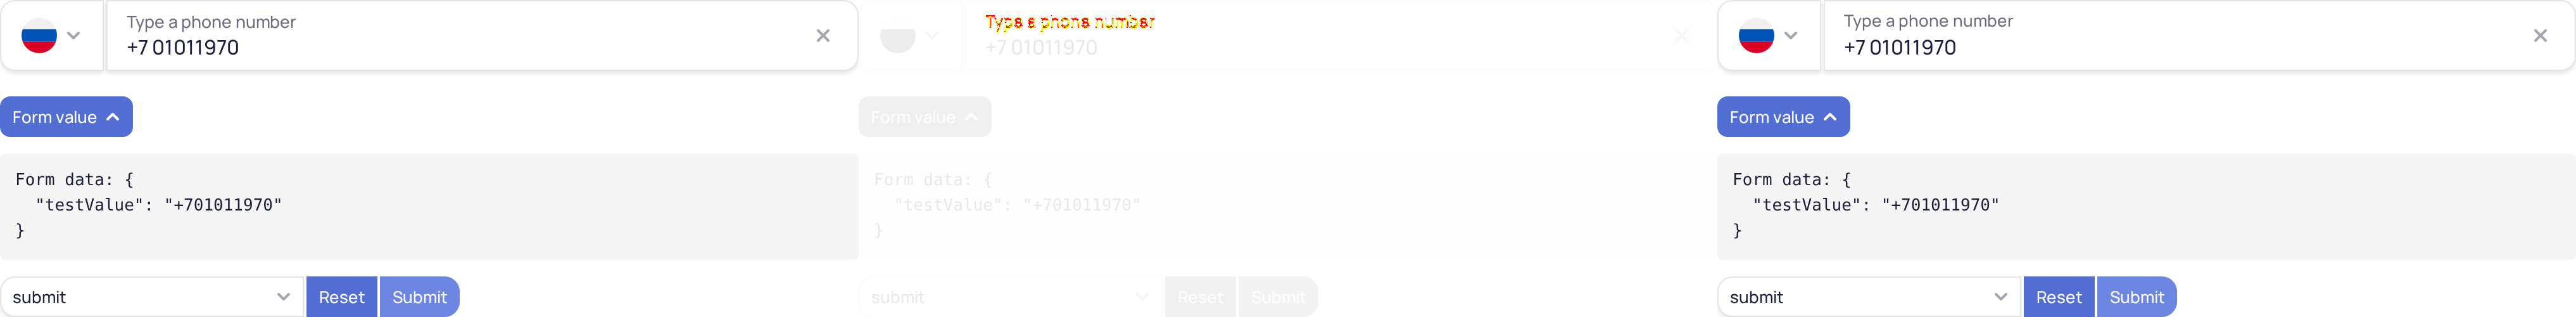 Type a phone number
+7 01011970
Form value
Form data: {
  "testValue": "+701011970"
}
submit
Reset
Submit
Type a phone number
+7 01011970
Form value
Form data: {
  "testValue": "+701011970"
}
submit
Reset
Submit
Type a phone number
+7 01011970
Form value
Form data: {
  "testValue": "+701011970"
}
submit
Reset
Submit